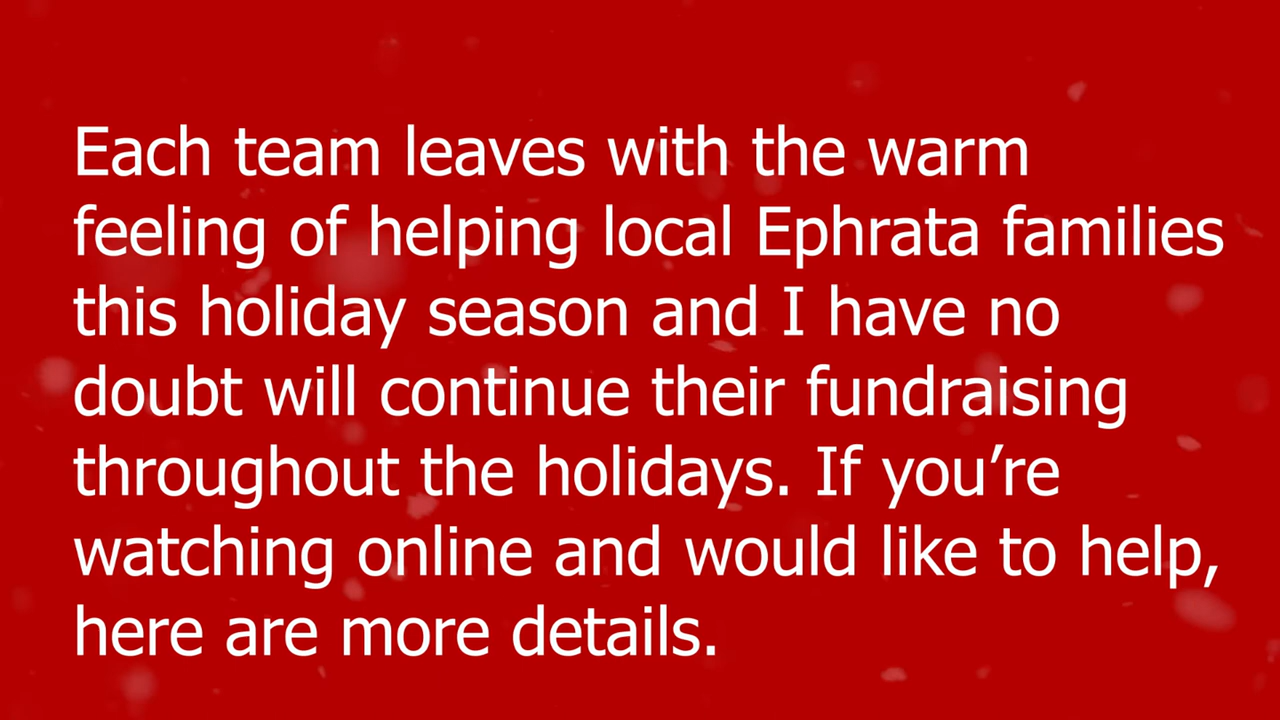 Each team leaves with the warm
feeling of helping local Ephrata families
this holiday season and I have no
doubt will continue their fundraising
throughout the holidays. If you’re
watching online and would like to help,
here are more details.